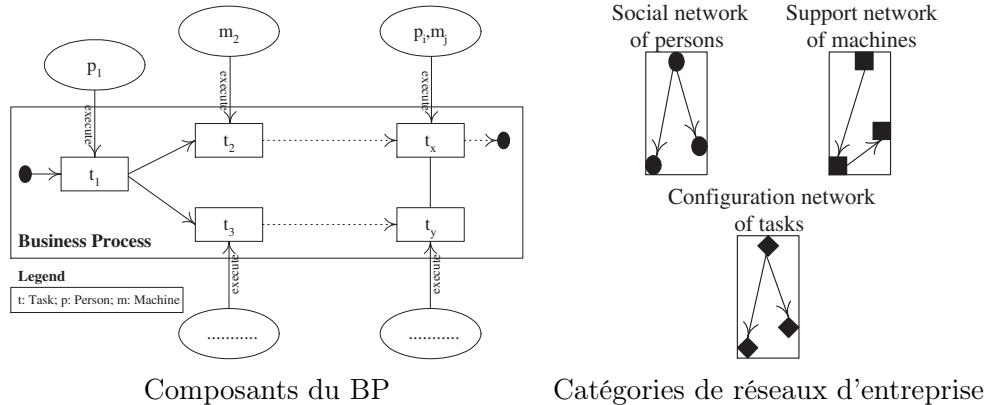 p1
m2
pi,mj
execute
execute
execute
t1
t2
tx
t3
ty
Business Process
execute
execute
Legend
t: Task; p: Person; m: Machine
...........
...........
Composants du BP
Social network
of persons
Support network
of machines
Configuration network
of tasks
Catégories de réseaux d'entreprise